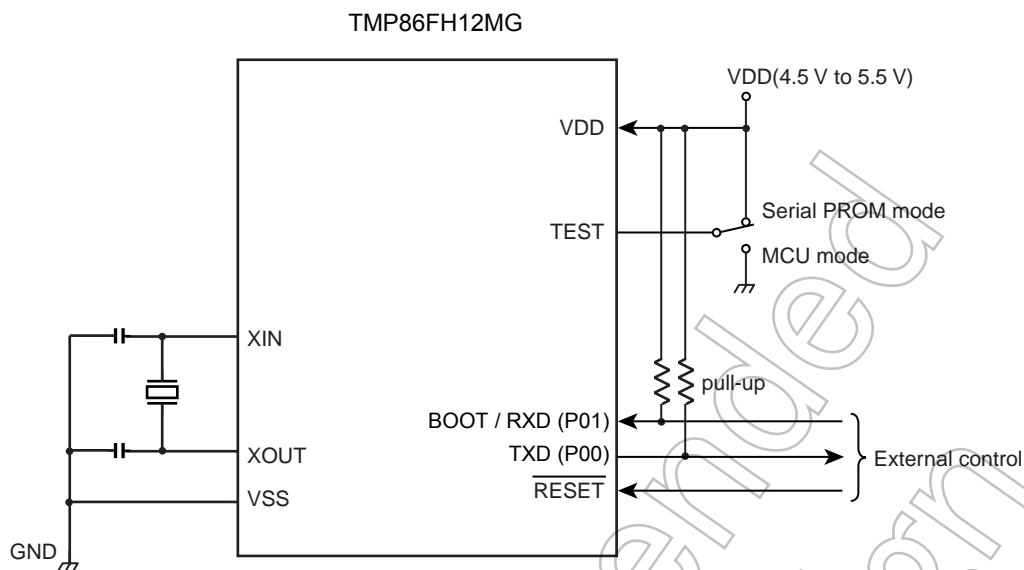 TMP86FH12MG
VDD(4.5 V to 5.5 V)
VDD
Serial PROM mode
TEST
MCU mode
XIN
pull-up
BOOT / RXD (P01)
TXD (P00)
External control
XOUT
RESET
VSS
GND